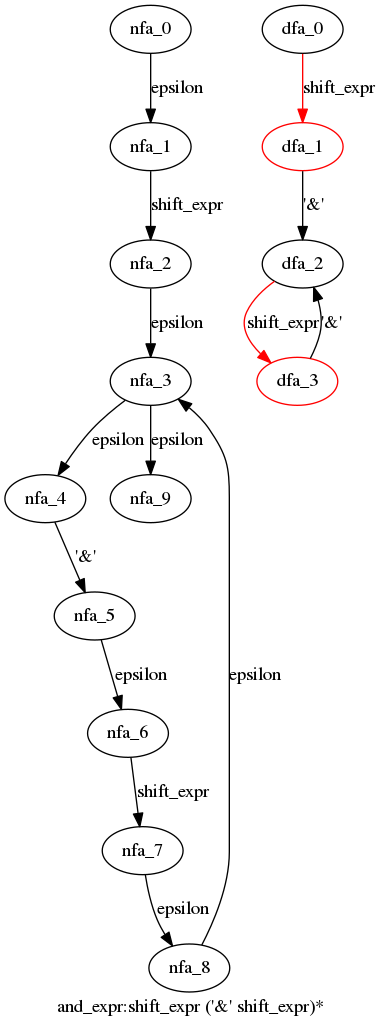 nfa_0
dfa_0
epsilon
shift_expr
nfa_1
dfa_1
shift_expr
'&'
nfa_2
dfa_2
epsilon
shift_expr
'&'
nfa_3
dfa_3
epsilon
epsilon
nfa_4
nfa_9
'&'
nfa_5
epsilon
epsilon
nfa_6
shift_expr
nfa_7
epsilon
nfa_8
and_expr:shift_expr ('&' shift_expr)*